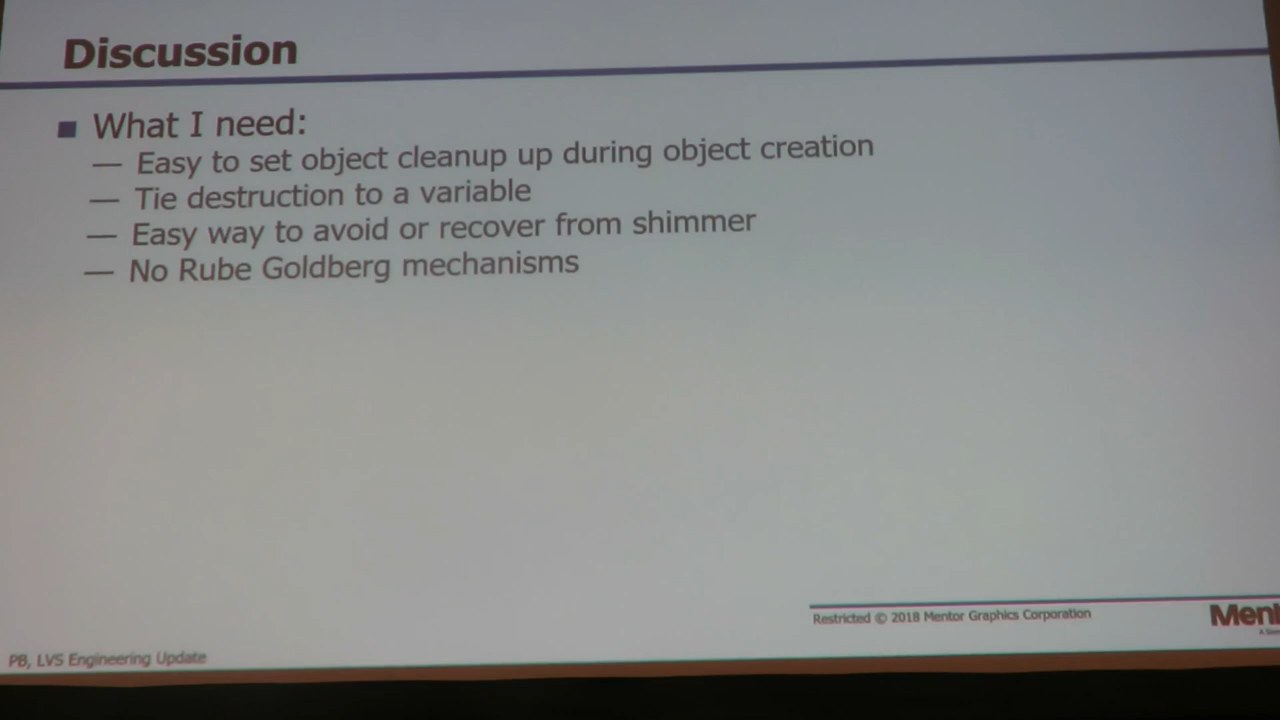 Discussion
■ What I need:
— Easy to set object cleanup up during object creation
— Tie destruction to a variable
— Easy way to avoid or recover from shimmer
— No Rube Goldberg mechanisms
Restricted © 2018 Mentor Graphics Corporation
PB, LVS Engineering Update